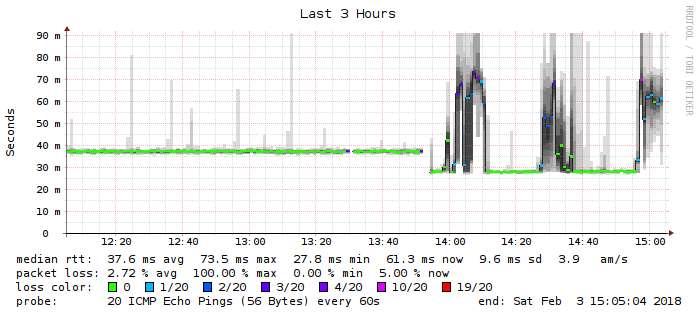 Last 3 Hours
RRDTOOL / TOBI OETIKER
Seconds
90 m
80 m
70 m
60 m
50 m
40 m
30 m
20 m
10 m
0
12:20 12:40 13:00 13:20 13:40 14:00 14:20 14:40 15:00
median rtt: 37.6 ms avg 73.5 ms max 27.8 ms min 61.3 ms now 9.6 ms sd 3.9 am/s
packet loss: 2.72 % avg 100.00 % max 0.00 % min 5.00 % now
loss color: 0 1/20 2/20 3/20 4/20 10/20 19/20
probe: 20 ICMP Echo Pings (56 Bytes) every 60s end: Sat Feb 3 15:05:04 2018